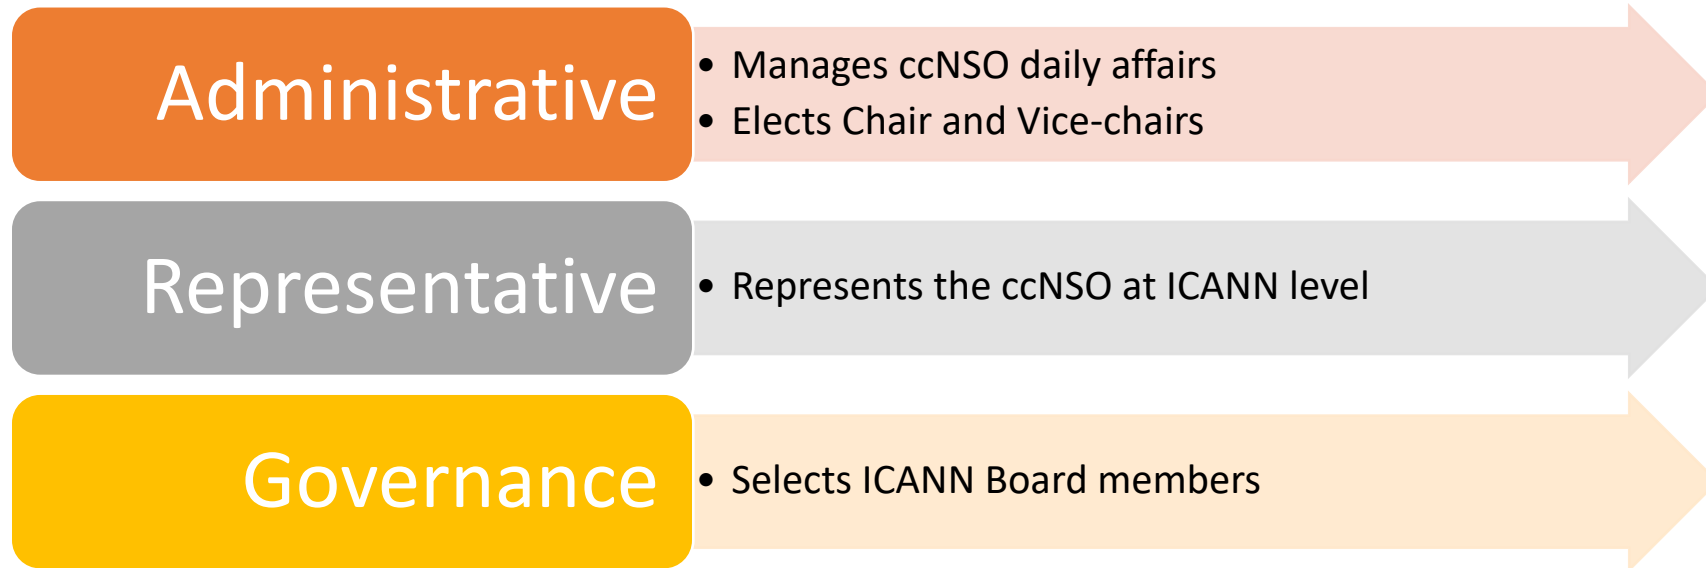 Administrative
• Manages ccNSO daily affairs
• Elects Chair and Vice-chairs
Representative
• Represents the ccNSO at ICANN level
Governance
• Selects ICANN Board members